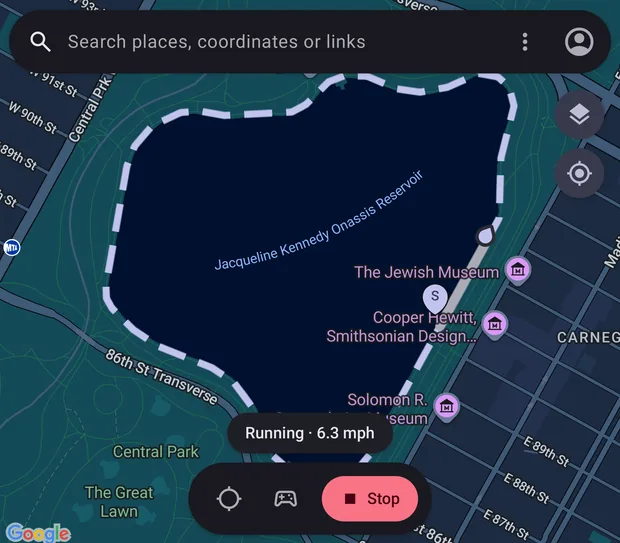 Search places, coordinates or links
W 91st St
W 90th St
89th St
Central Prk
Jacqueline Kennedy Onassis Reservoir
The Jewish Museum
S
Cooper Hewitt,
Smithsonian Design...
CARNEG
86th St Transverse
Solomon R.
Museum
Running · 6.3 mph
Central Park
The Great
Lawn
Stop
E 89th St
E 88th St
E 87th St
st 86th
Google